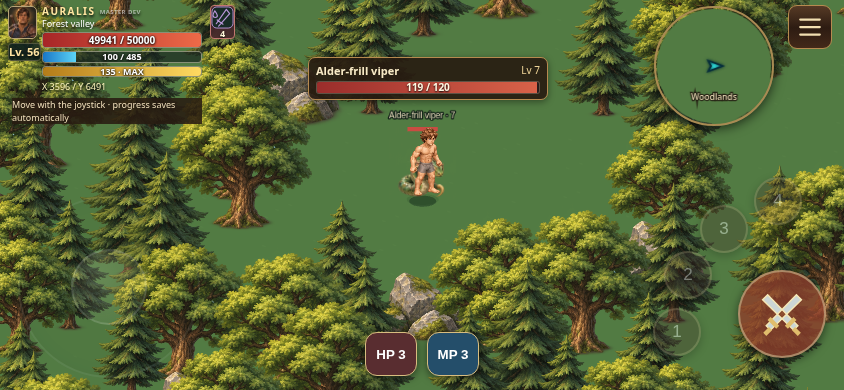 AURALIS MASTER DEV
Forest valley
49941 / 50000
Lv. 56
100 / 485
135 · MAX
X 3596 / Y 6491
Move with the joystick · progress saves
automatically
4
Alder-frill viper Lv 7
119 / 120
Alder-frill viper · 7
Woodlands
4
3
2
1
HP 3
MP 3